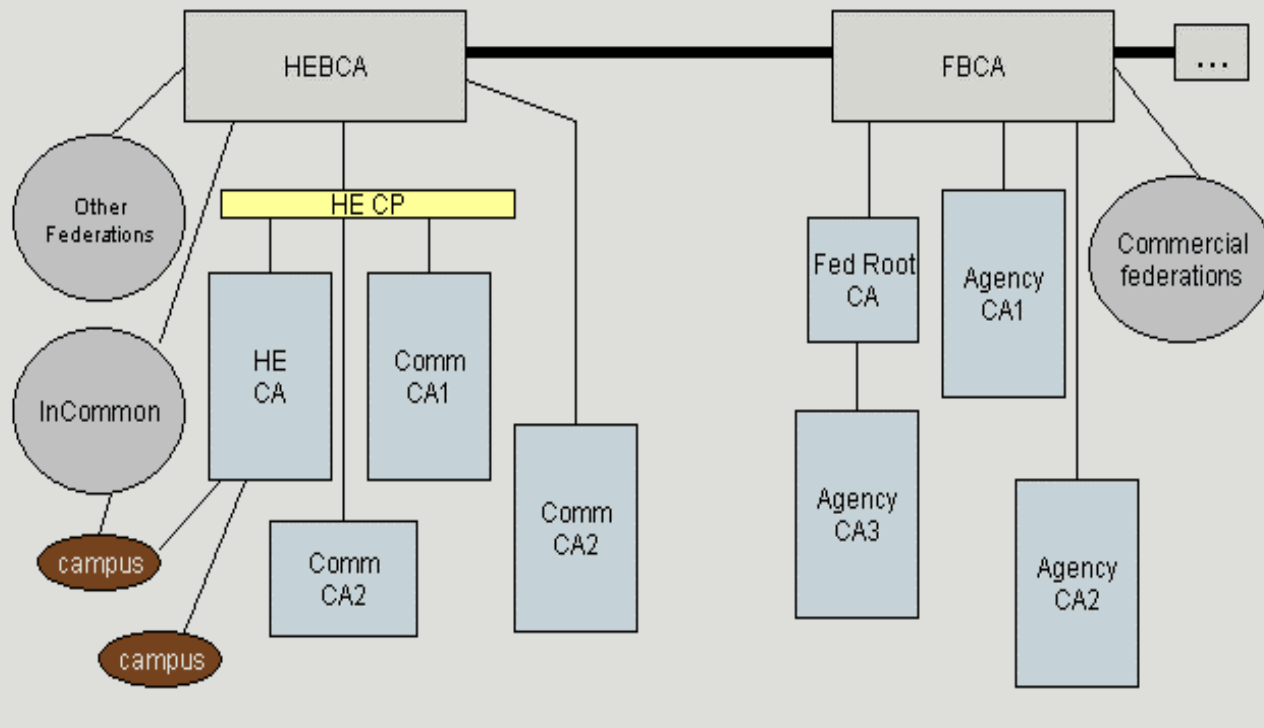 HEBCA
FBCA
...
HE CP
Other
Federations
Fed Root
CA
Agency
CA1
Commercial
federations
HE
CA
Comm
CA1
InCommon
Comm
CA2
Agency
CA3
campus
Comm
CA2
Agency
CA2
campus